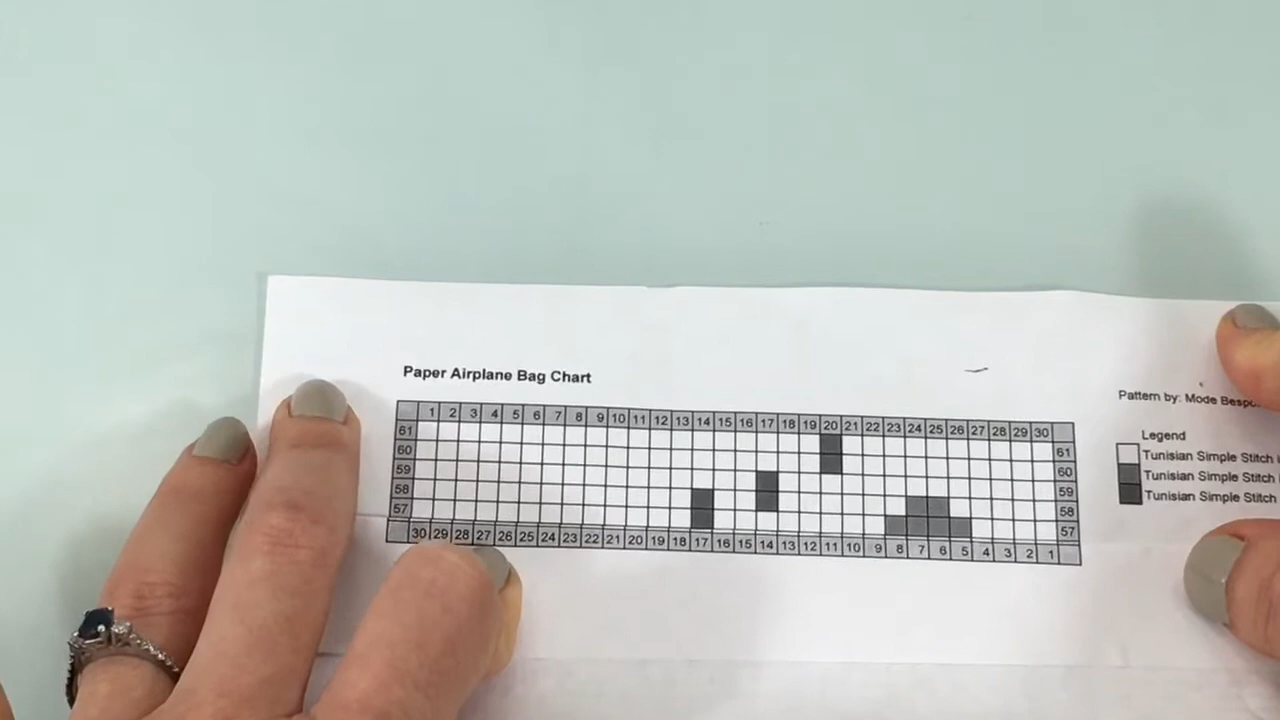 Paper Airplane Bag Chart
Pattern by: Mode
1 2 3 4 5 6 7 8 9 10 11 12 13 14 15 16 17 18 19 20 21 22 23 24 25 26 27 28 29 30
61 61
60 60
59 59
58 58
57 57
30 29 28 27 26 25 24 23 22 21 20 19 18 17 16 15 14 13 12 11 10 9 8 7 6 5 4 3 2 1
Legend
Tunisian Simple Stitch
Tunisian Simple Stitch
Tunisian Simple Stitch